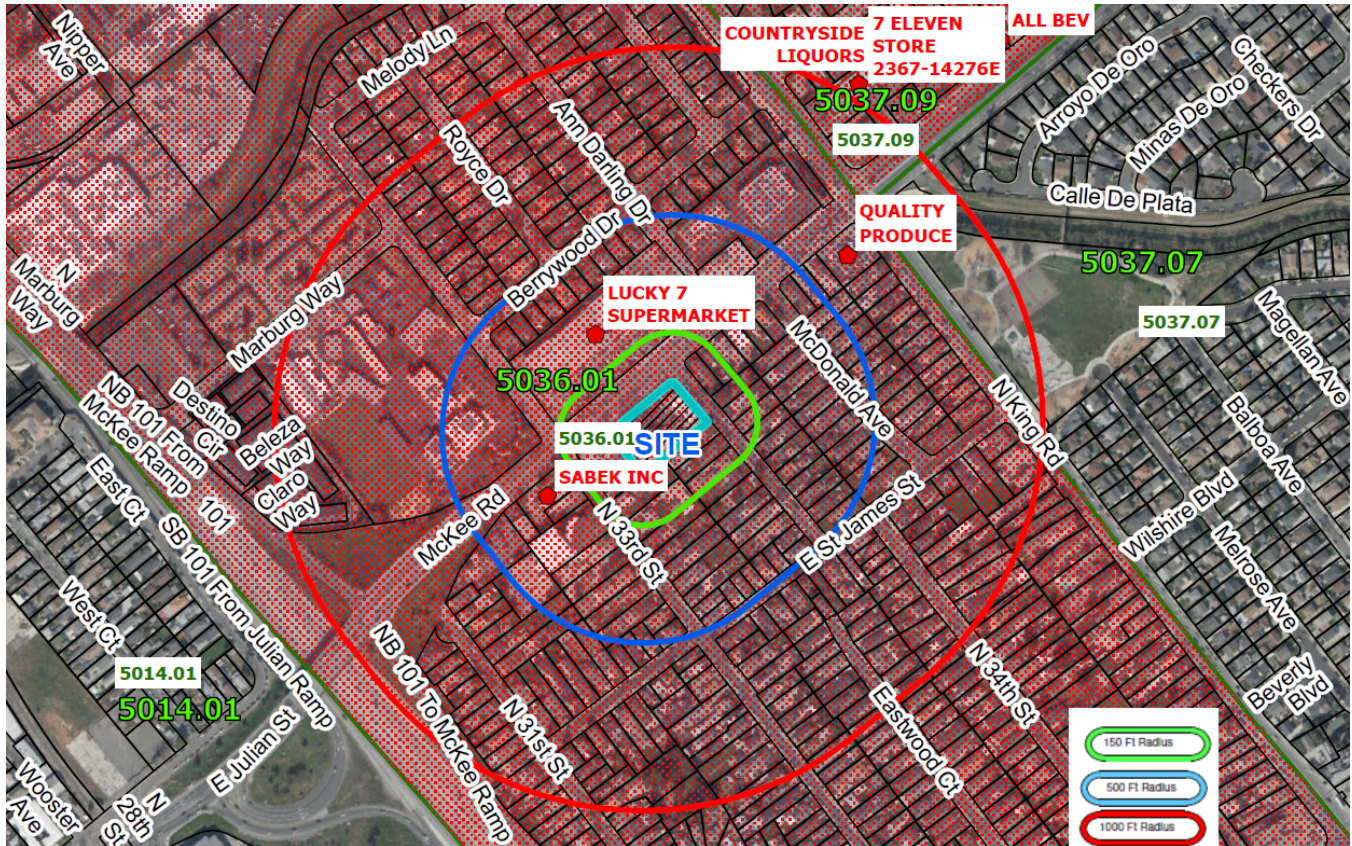 Nipper
Ave
Melody Ln
COUNTRYSIDE
LIQUORS
7 ELEVEN
STORE
2367-14276E
ALL BEV
5037.09
5037.09
Arroyo De Oro
Minas De Oro
Checkers Dr
Calle De Plata
Royce Dr
Ann Darling Dr
Berrywood Dr
QUALITY
PRODUCE
5037.07
5037.07
Magellan Ave
N
Marburg
Way
Marburg Way
LUCKY 7
SUPERMARKET
McDonald Ave
5036.01
5036.01
SITE
SABEK INC
N King Rd
Balboa Ave
NB 101 From
McKee Ramp
101
Destino
Cir
Beleza
Way
Claro
Way
McKee Rd
N 33rd St
E St James St
Wilshire Blvd
Melrose Ave
Beverly
Blvd
East Ct
SB 101 From Julian Ramp
West Ct
5014.01
5014.01
E Julian St
Wooster
Ave
N
28th
St
NB 101 To McKee Ramp
N 31st St
Eastwood Ct
N 34th St
150 Ft Radius
500 Ft Radius
1000 Ft Radius